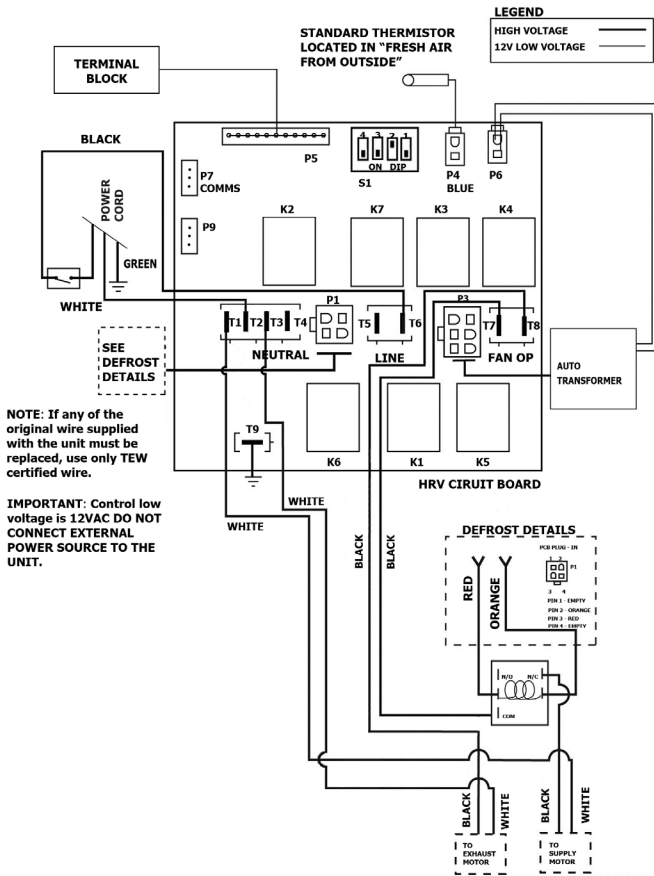 LEGEND
HIGH VOLTAGE
12V LOW VOLTAGE
STANDARD THERMISTOR
LOCATED IN “FRESH AIR
FROM OUTSIDE”
TERMINAL
BLOCK
BLACK
POWER
CORD
GREEN
WHITE
P5
4 3 2 1
ON DIP
S1
P4
BLUE
P6
P7
COMMS
P9
K2
K7
K3
K4
P1
P3
T1
T2
T3
T4
T5
T6
T7
T8
NEUTRAL
LINE
FAN OP
SEE
DEFROST
DETAILS
AUTO
TRANSFORMER
T9
K6
K1
K5
HRV CIRUIT BOARD
NOTE: If any of the
original wire supplied
with the unit must be
replaced, use only TEW
certified wire.
IMPORTANT: Control low
voltage is 12VAC DO NOT
CONNECT EXTERNAL
POWER SOURCE TO THE
UNIT.
WHITE
WHITE
BLACK
BLACK
DEFROST DETAILS
RED
ORANGE
PCB PLUG - IN
1 2
P1
3 4
PIN 1 - EMPTY
PIN 2 - ORANGE
PIN 3 - RED
PIN 4 - EMPTY
N/O
N/C
COM
BLACK
WHITE
BLACK
WHITE
TO
EXHAUST
MOTOR
TO
SUPPLY
MOTOR